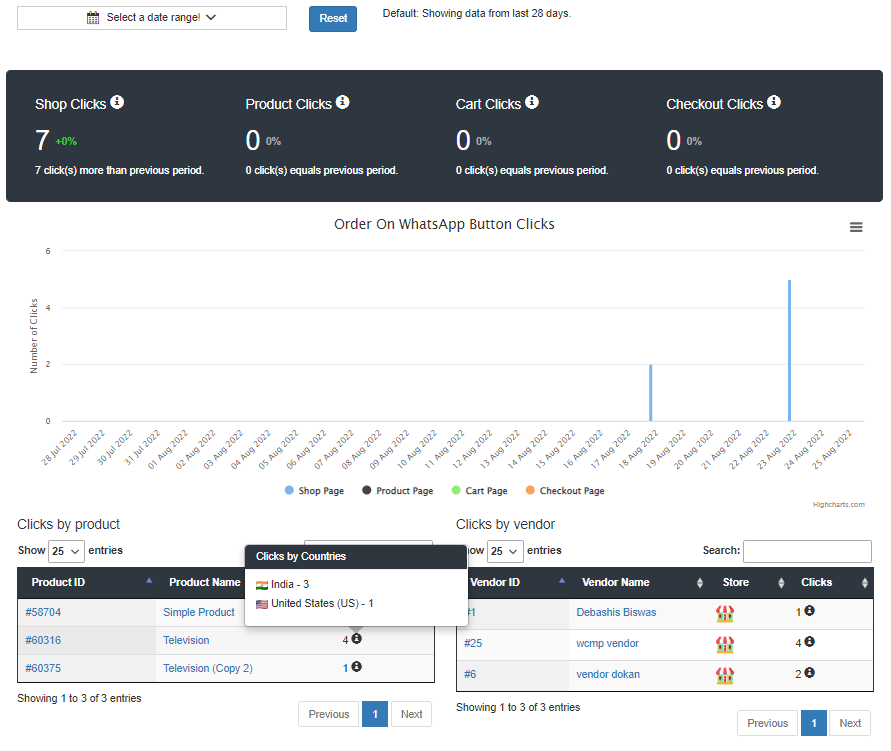 Select a date range!
Reset
Default: Showing data from last 28 days.
Shop Clicks
7 +0%
7 click(s) more than previous period.
Product Clicks
0 0%
0 click(s) equals previous period.
Cart Clicks
0 0%
0 click(s) equals previous period.
Checkout Clicks
0 0%
0 click(s) equals previous period.
Order On WhatsApp Button Clicks
Number of Clicks
6
4
2
0
28 Jul 2022
29 Jul 2022
30 Jul 2022
31 Jul 2022
01 Aug 2022
02 Aug 2022
03 Aug 2022
04 Aug 2022
05 Aug 2022
06 Aug 2022
07 Aug 2022
08 Aug 2022
09 Aug 2022
10 Aug 2022
11 Aug 2022
12 Aug 2022
13 Aug 2022
14 Aug 2022
15 Aug 2022
16 Aug 2022
17 Aug 2022
18 Aug 2022
19 Aug 2022
20 Aug 2022
21 Aug 2022
22 Aug 2022
23 Aug 2022
24 Aug 2022
25 Aug 2022
Shop Page Product Page Cart Page Checkout Page
Highcharts.com
Clicks by product
Show 25 entries
Product ID Product Name
#58704 Simple Product
#60316 Television 4
#60375 Television (Copy 2) 1
Showing 1 to 3 of 3 entries
Previous 1 Next
Clicks by Countries
India - 3
United States (US) - 1
Clicks by vendor
25 entries
Search:
Vendor ID Vendor Name Store Clicks
#1 Debashis Biswas 1
#25 wcmp vendor 4
#6 vendor dokan 2
Showing 1 to 3 of 3 entries
Previous 1 Next